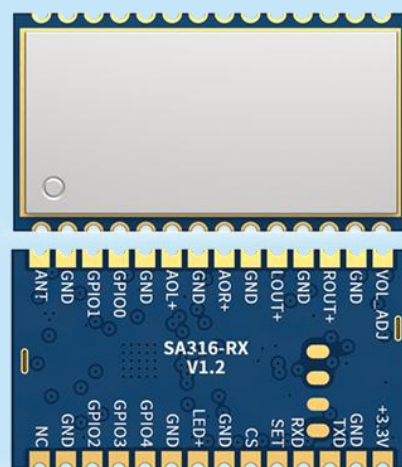 ANT
GND
GPIO1
GPIO0
GND
AOL+
GND
AOR+
GND
LOUT+
GND
ROUT+
GND
VOL_ADJ
SA316-RX
V1.2
NC
GND
GPIO2
GPIO3
GPIO4
GND
LED+
GND
CS
SET
RXD
TXD
GND
+3.3V